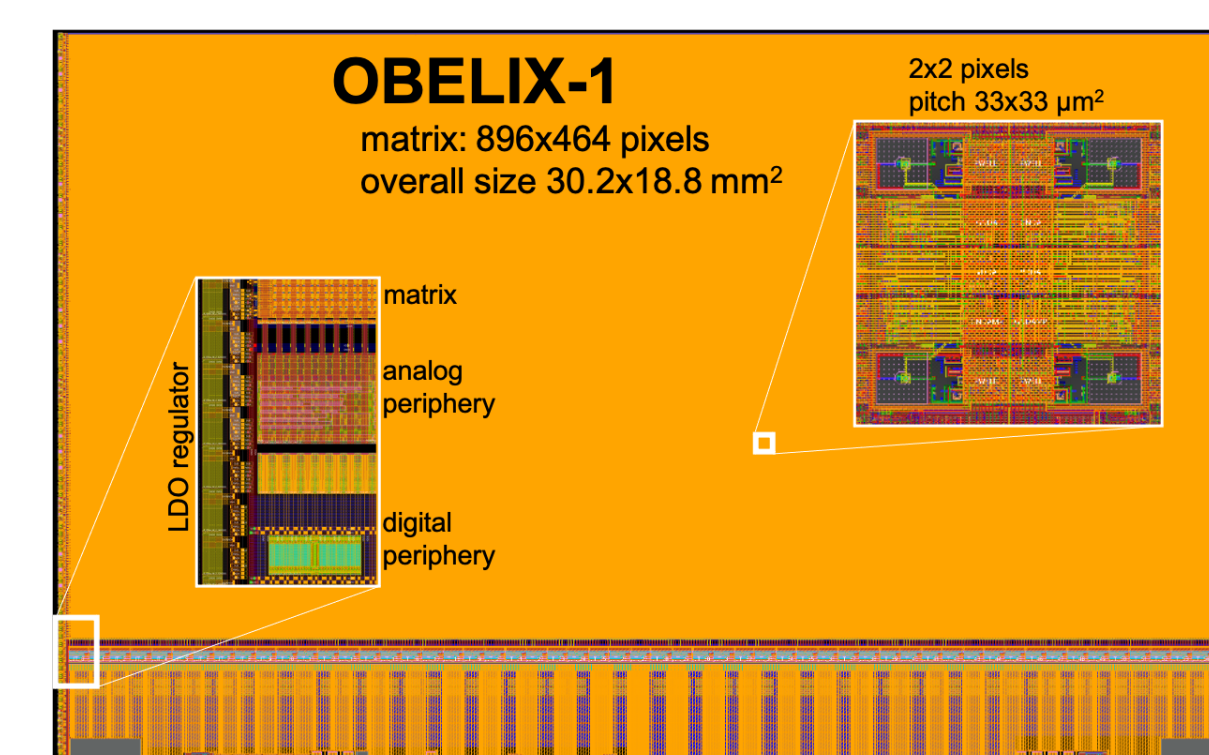 OBELIX-1
matrix: 896x464 pixels
overall size 30.2x18.8 mm²
2x2 pixels
pitch 33x33 µm²
matrix
analog
periphery
LDO regulator
digital
periphery